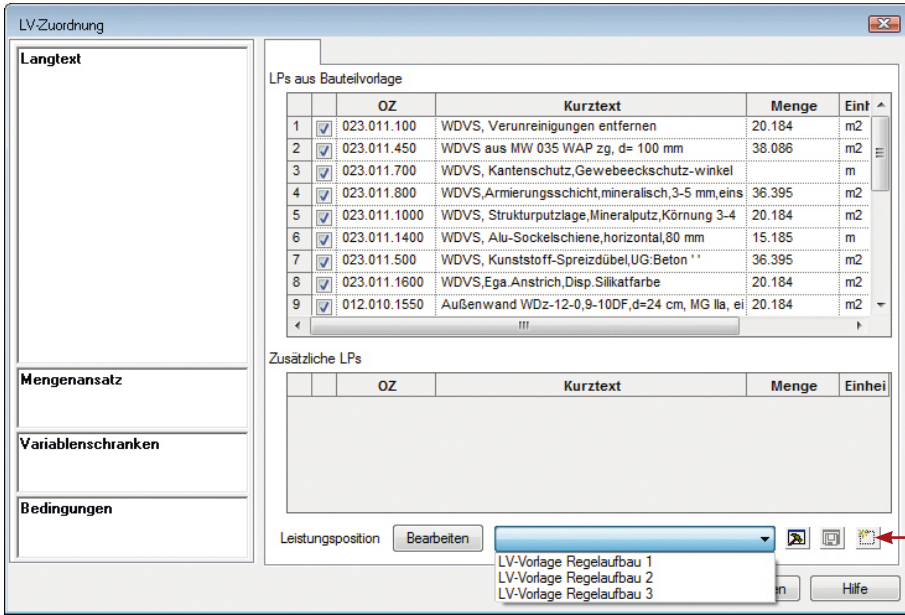 LV-Zuordnung
Langtext
Mengenansatz
Variablenschranken
Bedingungen
LPs aus Bauteilvorlage
OZ Kurztext Menge Einh
1 023.011.100 WDVS, Verunreinigungen entfernen 20.184 m2
2 023.011.450 WDVS aus MW 035 WAP zg, d= 100 mm 38.086 m2
3 023.011.700 WDVS, Kantenschutz,Gewebeeckschutz-winkel m
4 023.011.800 WDVS,Armierungsschicht,mineralisch,3-5 mm,eins 36.395 m2
5 023.011.1000 WDVS, Strukturputzlage,Mineralputz,Körnung 3-4 20.184 m2
6 023.011.1400 WDVS, Alu-Sockelschiene,horizontal,80 mm 15.185 m
7 023.011.500 WDVS, Kunststoff-Spreizdübel,UG:Beton ' ' 36.395 m2
8 023.011.1600 WDVS,Ega.Anstrich,Disp.Silikatfarbe 20.184 m2
9 012.010.1550 Außenwand WDz-12-0,9-10DF,d=24 cm, MG IIa, ei 20.184 m2
Zusätzliche LPs
OZ Kurztext Menge Einhei
Leistungsposition Bearbeiten
LV-Vorlage Regelaufbau 1
LV-Vorlage Regelaufbau 2
LV-Vorlage Regelaufbau 3
Hilfe